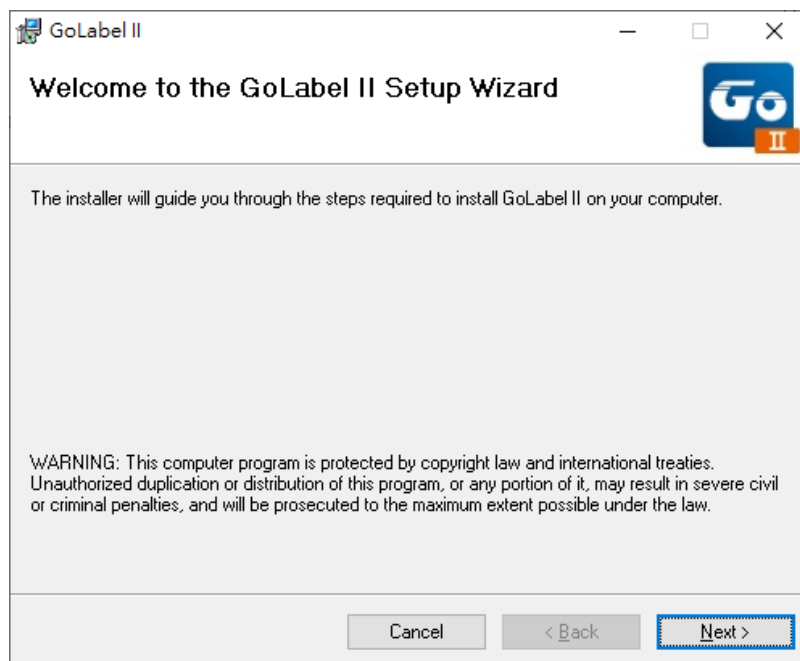 GoLabel II
Welcome to the GoLabel II Setup Wizard
Go
II
The installer will guide you through the steps required to install GoLabel II on your computer.
WARNING: This computer program is protected by copyright law and international treaties.
Unauthorized duplication or distribution of this program, or any portion of it, may result in severe civil
or criminal penalties, and will be prosecuted to the maximum extent possible under the law.
Cancel
< Back
Next >